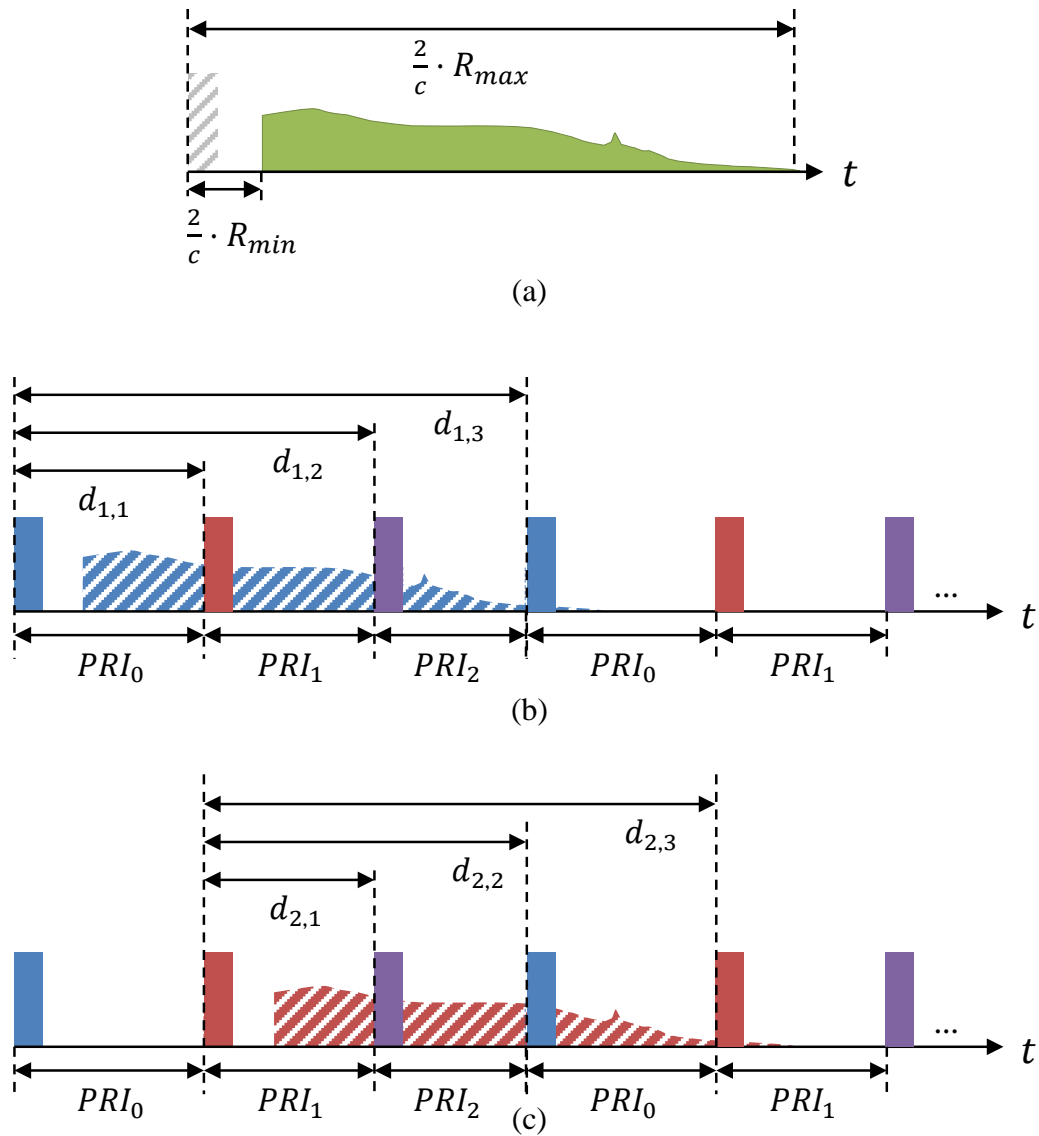 2/c · R_max
t
2/c · R_min
(a)
d_1,3
d_1,2
d_1,1
... t
PRI_0 PRI_1 PRI_2 PRI_0 PRI_1
(b)
d_2,3
d_2,2
d_2,1
... t
PRI_0 PRI_1 PRI_2 PRI_0 PRI_1
(c)